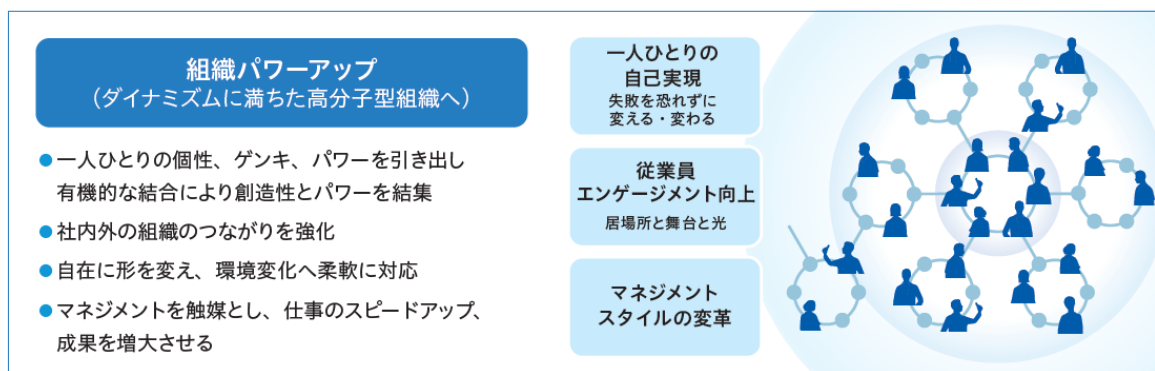 組織パワーアップ
（ダイナミズムに満ちた高分子型組織へ）
●一人ひとりの個性、ゲンキ、パワーを引き出し
有機的な結合により創造性とパワーを結集
●社内外の組織のつながりを強化
●自在に形を変え、環境変化へ柔軟に対応
●マネジメントを触媒とし、仕事のスピードアップ、
成果を増大させる
一人ひとりの
自己実現
失敗を恐れずに
変える・変わる
従業員
エンゲージメント向上
居場所と舞台と光
マネジメント
スタイルの変革